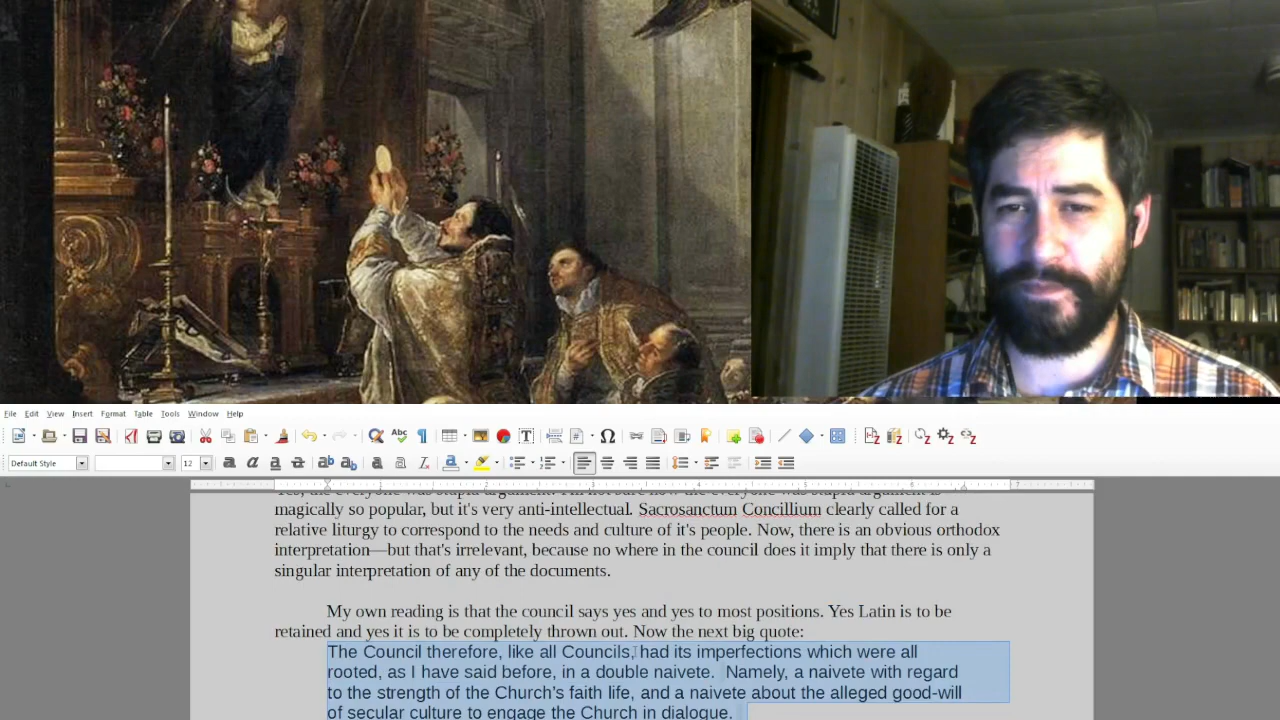 File Edit View Insert Format Table Tools Window Help
Default Style 12
magically so popular, but it's very anti-intellectual. Sacrosanctum Concillium clearly called for a
relative liturgy to correspond to the needs and culture of it's people. Now, there is an obvious orthodox
interpretation—but that's irrelevant, because no where in the council does it imply that there is only a
singular interpretation of any of the documents.
My own reading is that the council says yes and yes to most positions. Yes Latin is to be
retained and yes it is to be completely thrown out. Now the next big quote:
The Council therefore, like all Councils, had its imperfections which were all
rooted, as I have said before, in a double naivete. Namely, a naivete with regard
to the strength of the Church's faith life, and a naivete about the alleged good-will
of secular culture to engage the Church in dialogue.